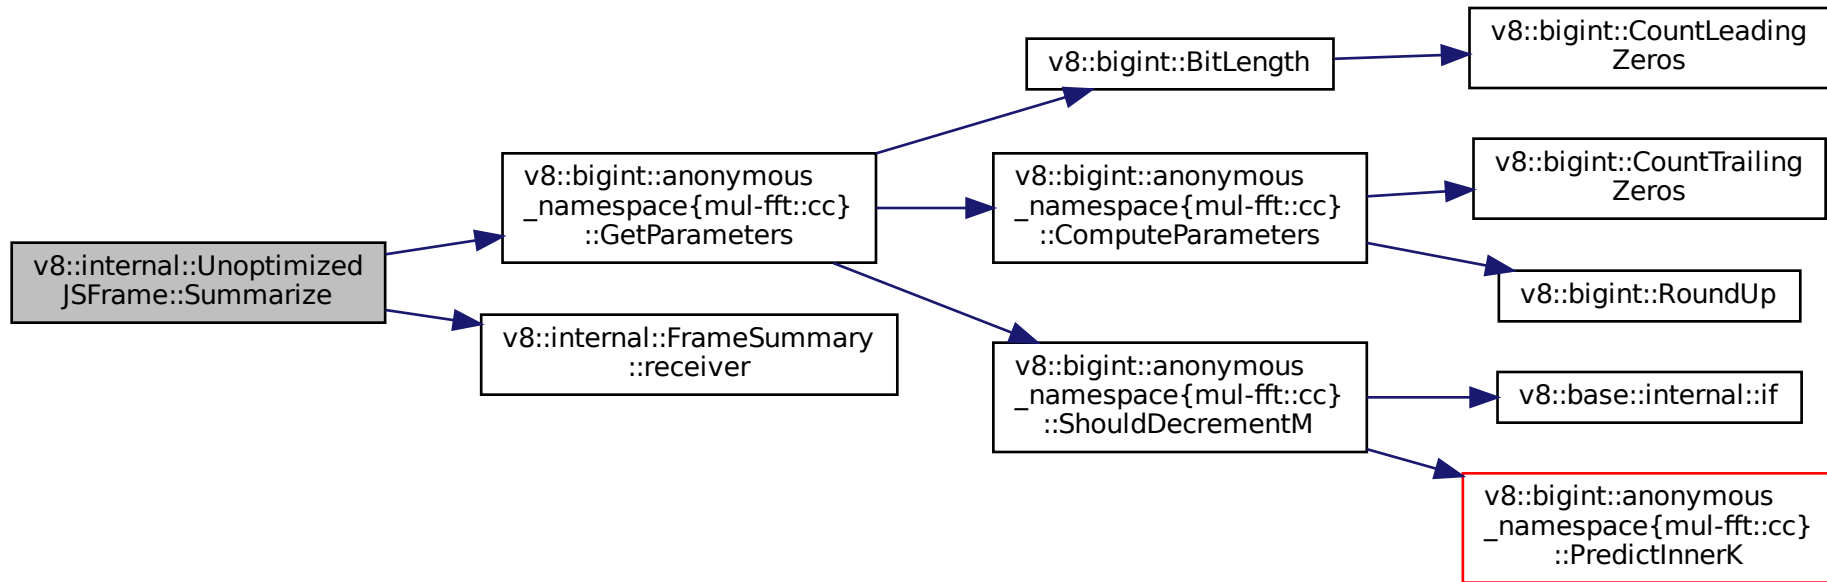 v8::internal::Unoptimized
JSFrame::Summarize
v8::bigint::anonymous
_namespace{mul-fft::cc}
::GetParameters
v8::internal::FrameSummary
::receiver
v8::bigint::BitLength
v8::bigint::anonymous
_namespace{mul-fft::cc}
::ComputeParameters
v8::bigint::anonymous
_namespace{mul-fft::cc}
::ShouldDecrementM
v8::bigint::CountLeading
Zeros
v8::bigint::CountTrailing
Zeros
v8::bigint::RoundUp
v8::base::internal::if
v8::bigint::anonymous
_namespace{mul-fft::cc}
::PredictInnerK